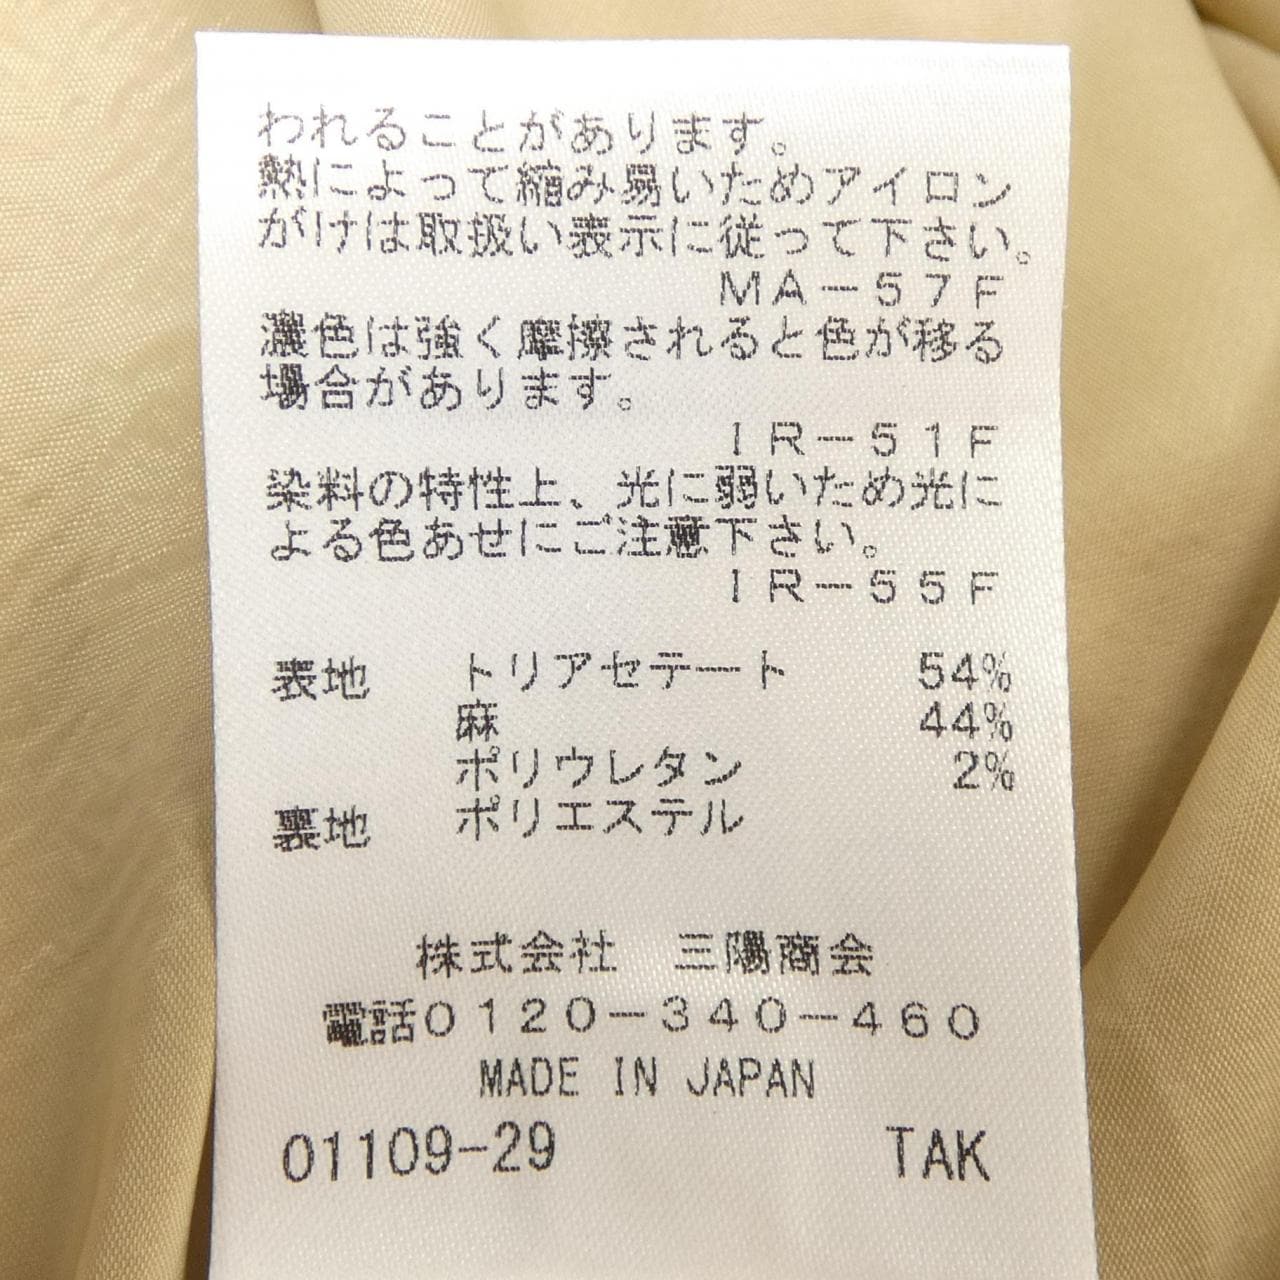 われることがあります。
熱によって縮み易いためアイロン
がけは取扱い表示に従って下さい。
ＭＡ－５７Ｆ
濃色は強く摩擦されると色が移る
場合があります。
ＩＲ－５１Ｆ
染料の特性上、光に弱いため光に
よる色あせにご注意下さい。
ＩＲ－５５Ｆ
表地 トリアセテート 54%
麻 44%
ポリウレタン 2%
裏地 ポリエステル
株式会社 三陽商会
電話０１２０－３４０－４６０
MADE IN JAPAN
01109-29 TAK